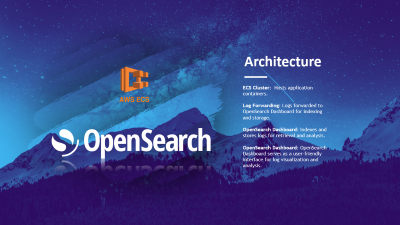 Architecture
ECS Cluster: Hosts application
containers.
Log Forwarding: Logs forwarded to
OpenSearch Dashboard for indexing
and storage.
OpenSearch Dashboard: Indexes and
stores logs for retrieval and analysis.
OpenSearch Dashboard: OpenSearch
Dashboard serves as a user-friendly
interface for log visualization and
analysis.
AWS ECS
OpenSearch